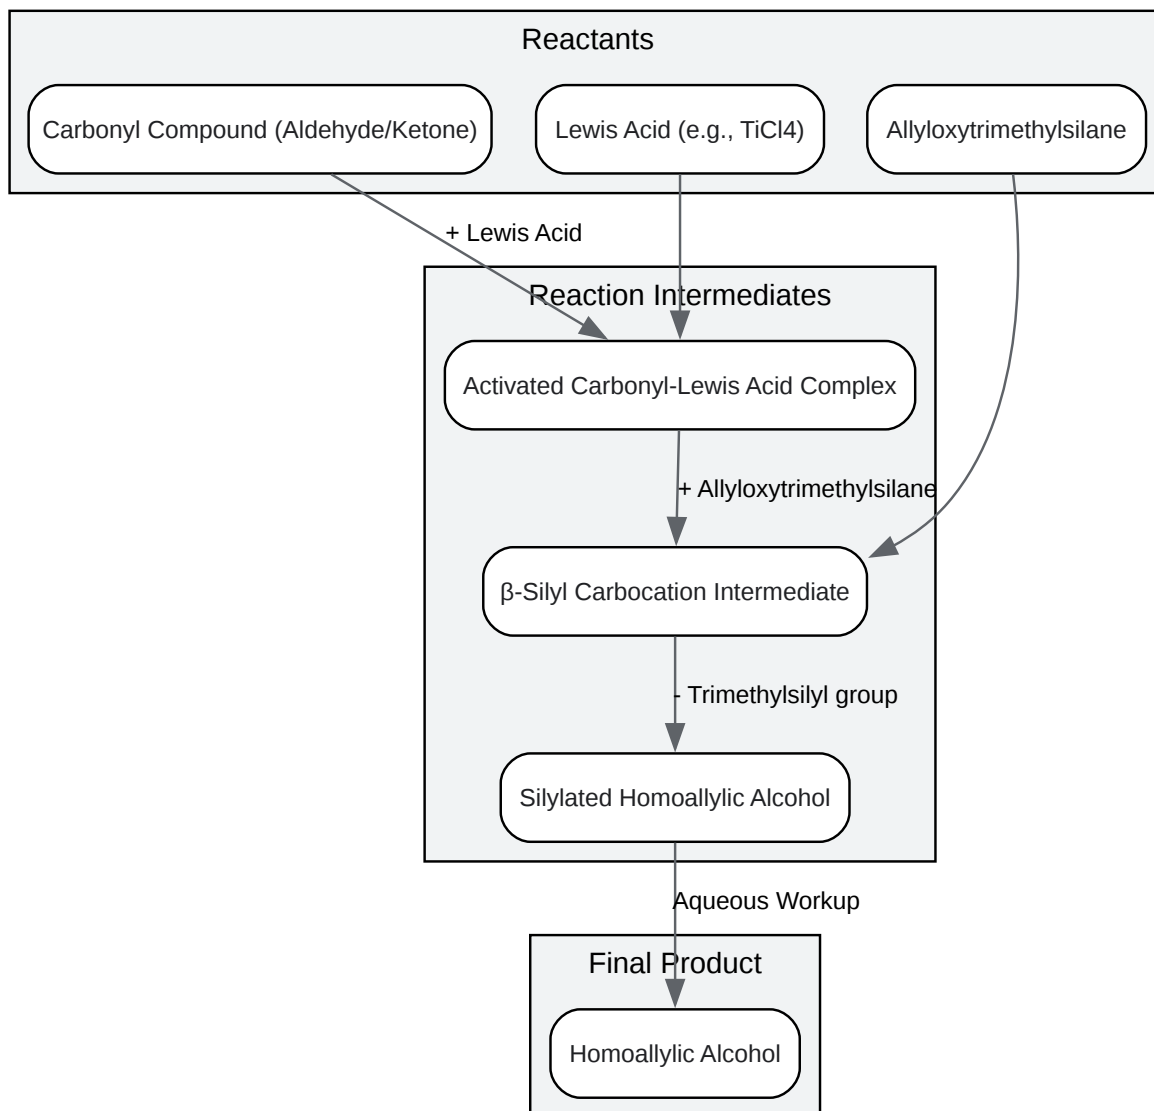 Reactants
Carbonyl Compound (Aldehyde/Ketone)
Lewis Acid (e.g., TiCl4)
Allyloxytrimethylsilane
+ Lewis Acid
Reaction Intermediates
Activated Carbonyl-Lewis Acid Complex
+ Allyloxytrimethylsilane
β-Silyl Carbocation Intermediate
- Trimethylsilyl group
Silylated Homoallylic Alcohol
Aqueous Workup
Final Product
Homoallylic Alcohol